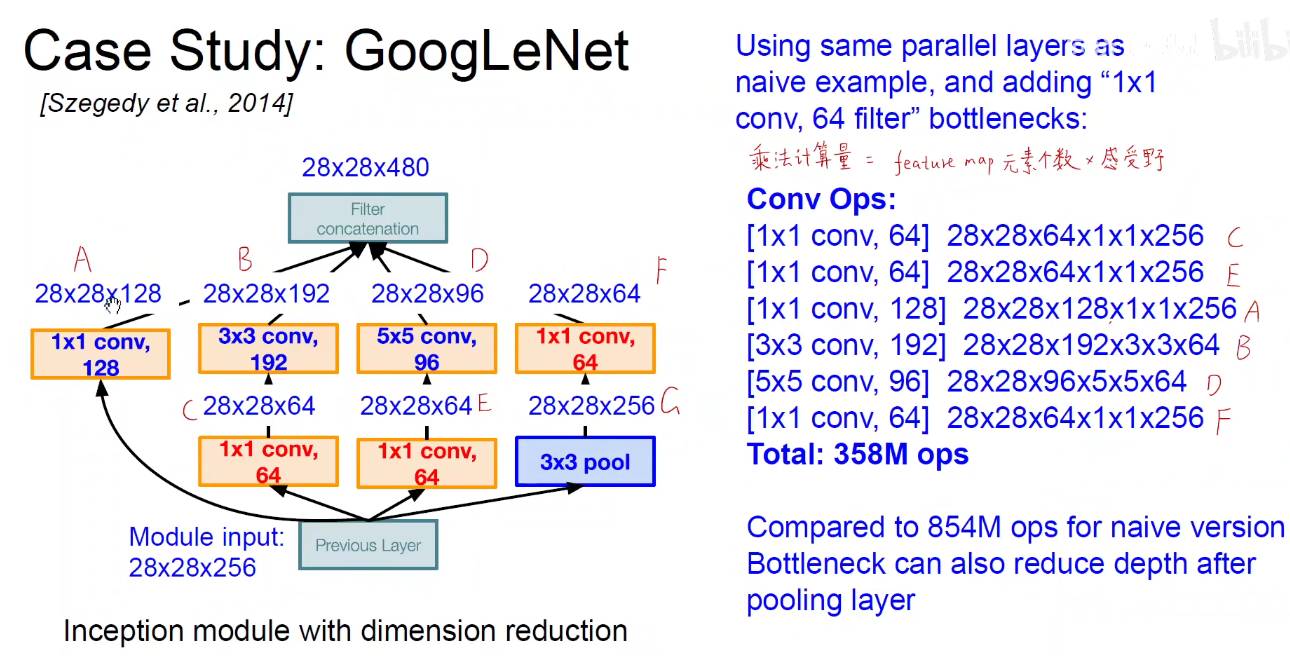 Case Study: GoogLeNet
[Szegedy et al., 2014]
28x28x480
Filter
concatenation
A
B
D
F
28x28x128
28x28x192
28x28x96
28x28x64
1x1 conv,
128
3x3 conv,
192
5x5 conv,
96
1x1 conv,
64
C 28x28x64
28x28x64 E
28x28x256 G
1x1 conv,
64
1x1 conv,
64
3x3 pool
Module input:
28x28x256
Previous Layer
Inception module with dimension reduction
Using same parallel layers as
naive example, and adding “1x1
conv, 64 filter” bottlenecks:
乘法计算量 = feature map 元素个数 × 感受野
Conv Ops:
[1x1 conv, 64] 28x28x64x1x1x256 C
[1x1 conv, 64] 28x28x64x1x1x256 E
[1x1 conv, 128] 28x28x128x1x1x256 A
[3x3 conv, 192] 28x28x192x3x3x64 B
[5x5 conv, 96] 28x28x96x5x5x64 D
[1x1 conv, 64] 28x28x64x1x1x256 F
Total: 358M ops
Compared to 854M ops for naive version
Bottleneck can also reduce depth after
pooling layer